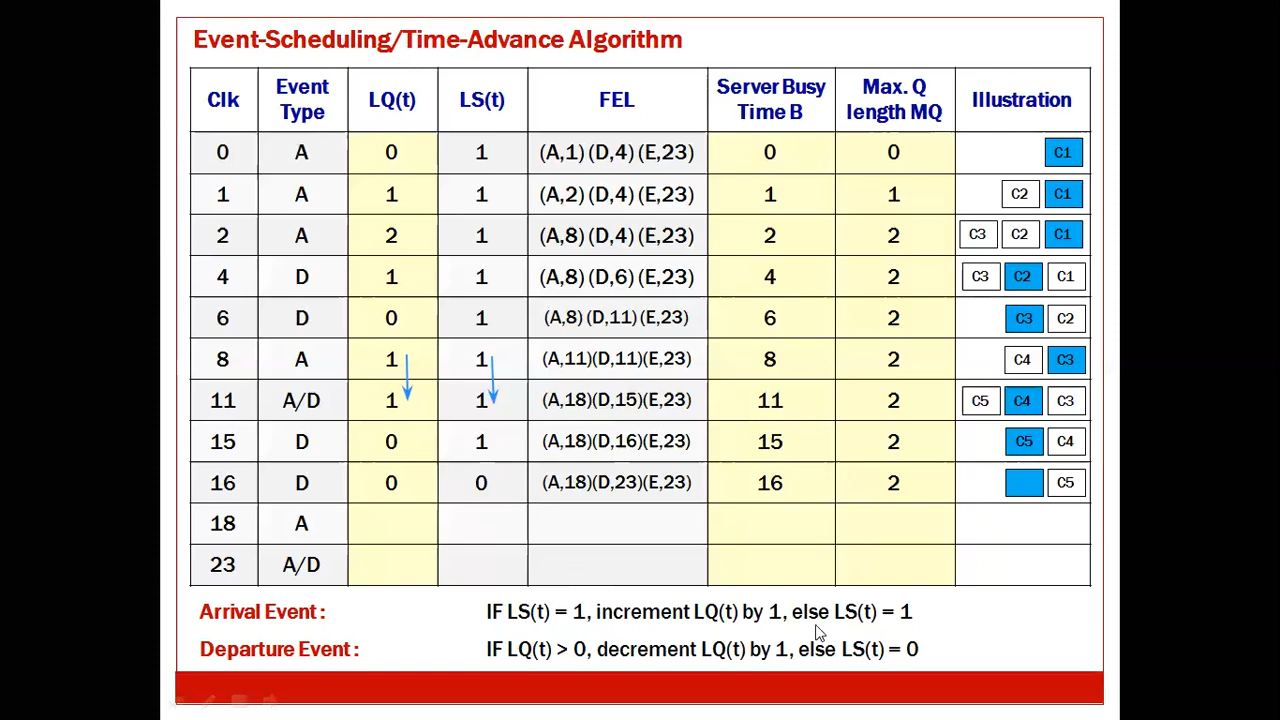 Event-Scheduling/Time-Advance Algorithm
Clk Event Type LQ(t) LS(t) FEL Server Busy Time B Max. Q length MQ Illustration
0 A 0 1 (A,1) (D,4) (E,23) 0 0 C1
1 A 1 1 (A,2) (D,4) (E,23) 1 1 C2 C1
2 A 2 1 (A,8) (D,4) (E,23) 2 2 C3 C2 C1
4 D 1 1 (A,8) (D,6) (E,23) 4 2 C3 C2 C1
6 D 0 1 (A,8) (D,11) (E,23) 6 2 C3 C2
8 A 1 1 (A,11)(D,11)(E,23) 8 2 C4 C3
11 A/D 1 1 (A,18)(D,15)(E,23) 11 2 C5 C4 C3
15 D 0 1 (A,18)(D,16)(E,23) 15 2 C5 C4
16 D 0 0 (A,18)(D,23)(E,23) 16 2 C5
18 A
23 A/D
Arrival Event : IF LS(t) = 1, increment LQ(t) by 1, else LS(t) = 1
Departure Event : IF LQ(t) > 0, decrement LQ(t) by 1, else LS(t) = 0